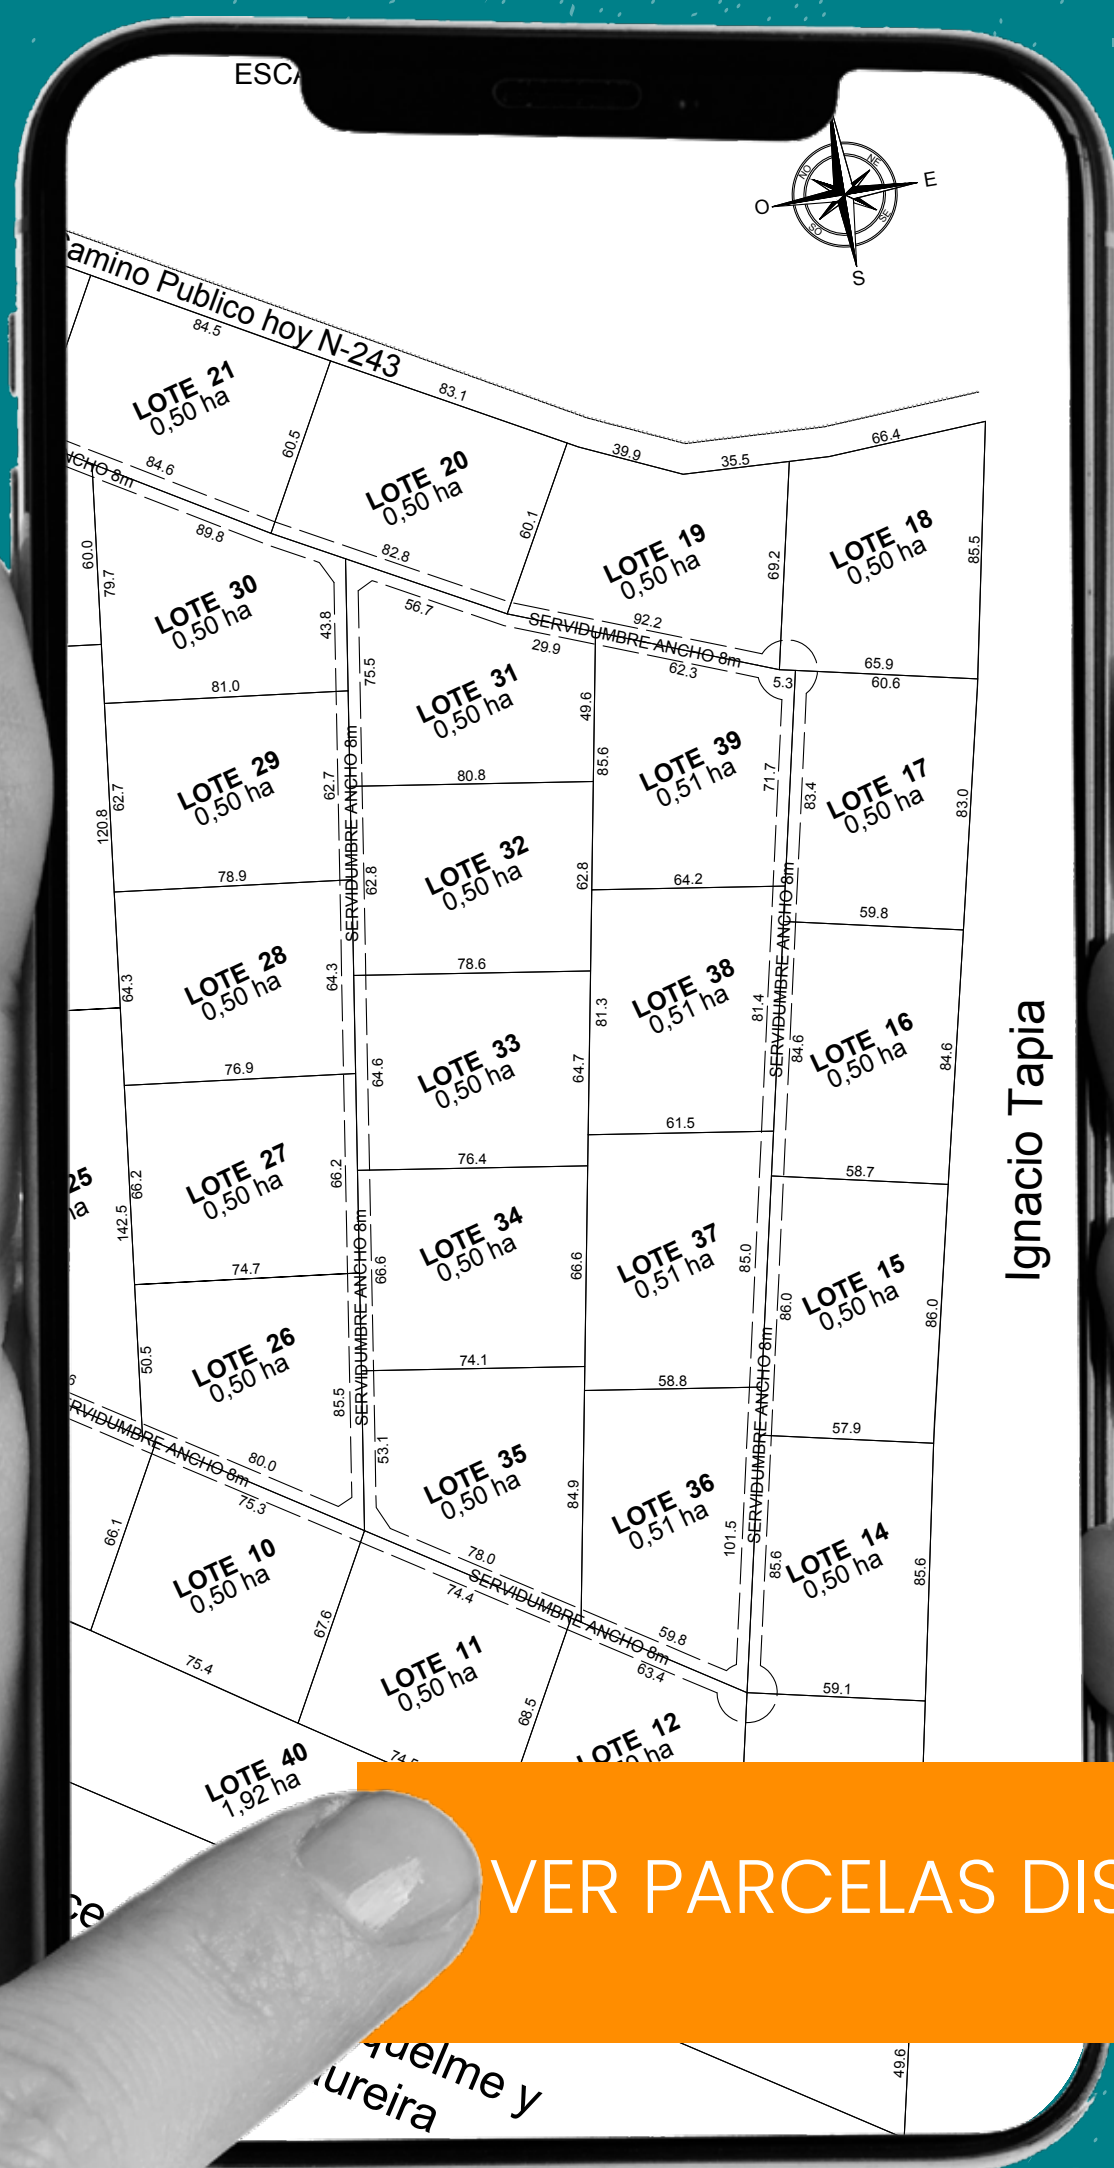 ESCA
E
O
S
NO
NE
SO
SE
Camino Publico hoy N-243
84.5
83.1
39.9
35.5
66.4
LOTE 21
0,50 ha
60.5
LOTE 20
0,50 ha
60.1
LOTE 19
0,50 ha
69.2
LOTE 18
0,50 ha
85.5
NCHO 8m
84.6
89.8
82.8
56.7
29.9
92.2
SERVIDUMBRE ANCHO 8m
62.3
5.3
65.9
60.6
60.0
79.7
LOTE 30
0,50 ha
43.8
75.5
LOTE 31
0,50 ha
49.6
85.6
LOTE 39
0,51 ha
71.7
83.4
LOTE 17
0,50 ha
83.0
81.0
80.8
SERVIDUMBRE ANCHO 8m
120.8
62.7
LOTE 29
0,50 ha
62.7
62.8
LOTE 32
0,50 ha
62.8
78.9
64.2
59.8
78.6
SERVIDUMBRE ANCHO 8m
64.3
LOTE 28
0,50 ha
64.3
64.6
LOTE 33
0,50 ha
64.7
81.3
LOTE 38
0,51 ha
81.4
84.6
LOTE 16
0,50 ha
84.6
Ignacio Tapia
76.9
76.4
61.5
58.7
25
ha
142.5
66.2
LOTE 27
0,50 ha
66.2
66.6
SERVIDUMBRE ANCHO 8m
LOTE 34
0,50 ha
66.6
LOTE 37
0,51 ha
85.0
86.0
LOTE 15
0,50 ha
86.0
74.7
74.1
58.8
57.9
50.5
LOTE 26
0,50 ha
85.5
53.1
LOTE 35
0,50 ha
84.9
LOTE 36
0,51 ha
101.5
SERVIDUMBRE ANCHO 8m
85.6
LOTE 14
0,50 ha
85.6
6
RVIDUMBRE ANCHO 8m
80.0
75.3
78.0
74.4
SERVIDUMBRE ANCHO 8m
59.8
63.4
59.1
66.1
LOTE 10
0,50 ha
67.6
LOTE 11
0,50 ha
68.5
LOTE 12
0 ha
75.4
74.5
LOTE 40
1,92 ha
VER PARCELAS DIS
ce
quelme y
aureira
49.6